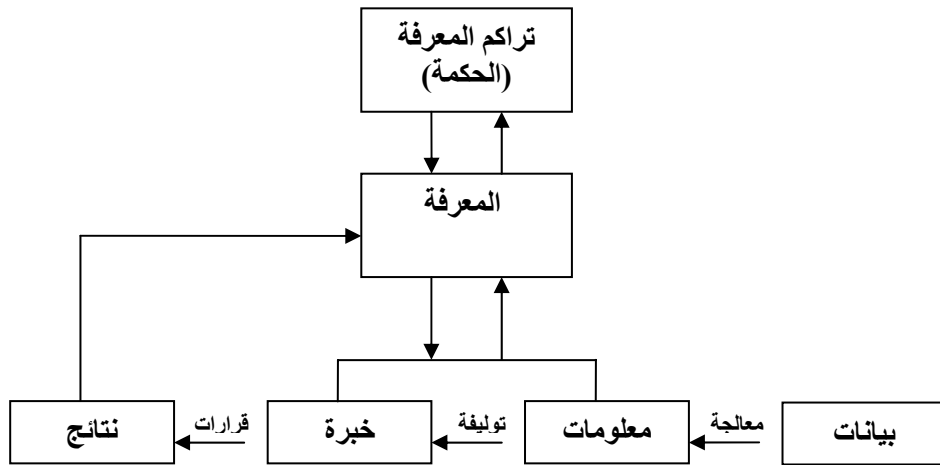 تراكم المعرفة
(الحكمة)
المعرفة
بيانات
معالجة
معلومات
توليفة
خبرة
قرارات
نتائج